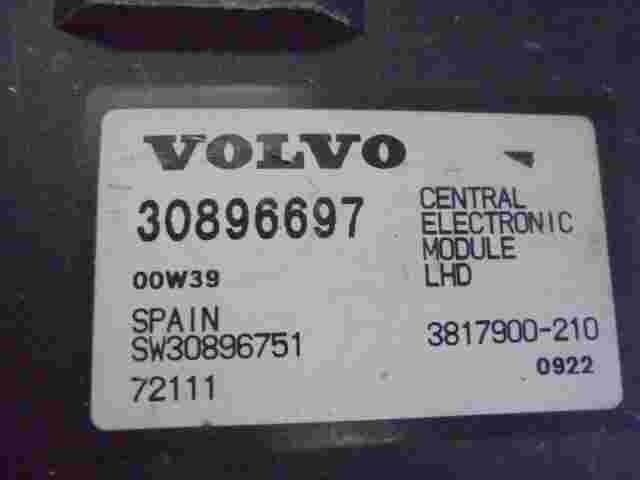 VOLVO
30896697
00W39
SPAIN
SW30896751
72111
CENTRAL
ELECTRONIC
MODULE
LHD
3817900-210
0922